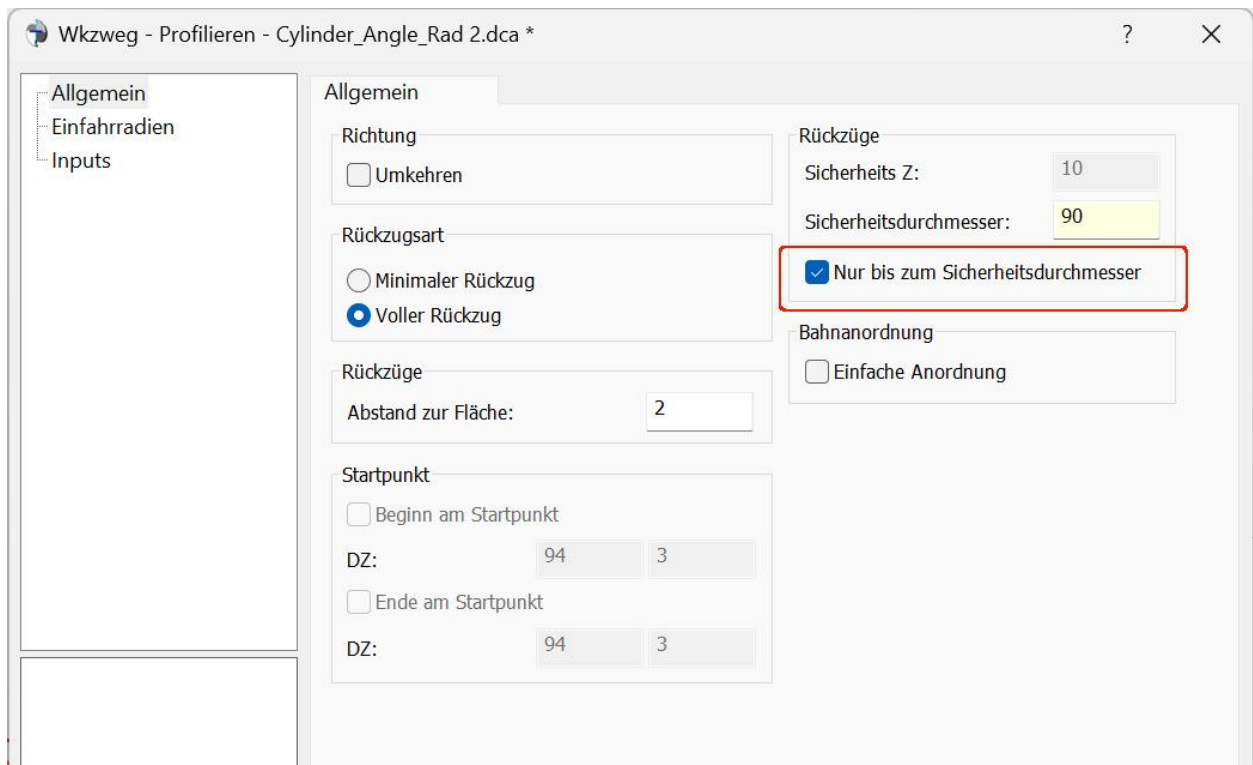 Wkzweg - Profilieren - Cylinder_Angle_Rad 2.dca *
?
Allgemein
Einfahrradien
Inputs
Allgemein
Richtung
Umkehren
Rückzugsart
Minimaler Rückzug
Voller Rückzug
Rückzüge
Abstand zur Fläche: 2
Startpunkt
Beginn am Startpunkt
DZ: 94 3
Ende am Startpunkt
DZ: 94 3
Rückzüge
Sicherheits Z: 10
Sicherheitsdurchmesser: 90
Nur bis zum Sicherheitsdurchmesser
Bahnanordnung
Einfache Anordnung